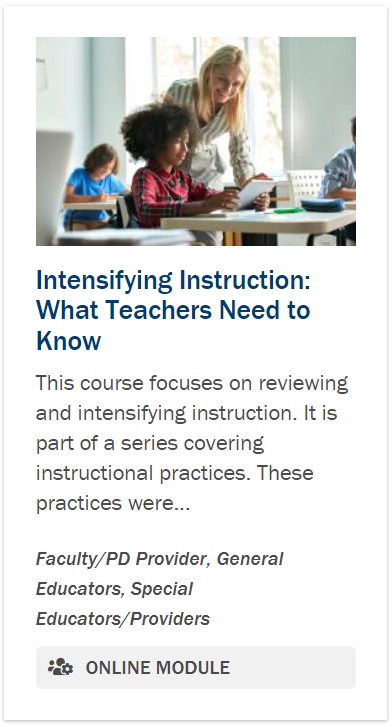 Intensifying Instruction:
What Teachers Need to
Know
This course focuses on reviewing
and intensifying instruction. It is
part of a series covering
instructional practices. These
practices were...
Faculty/PD Provider, General
Educators, Special
Educators/Providers
ONLINE MODULE